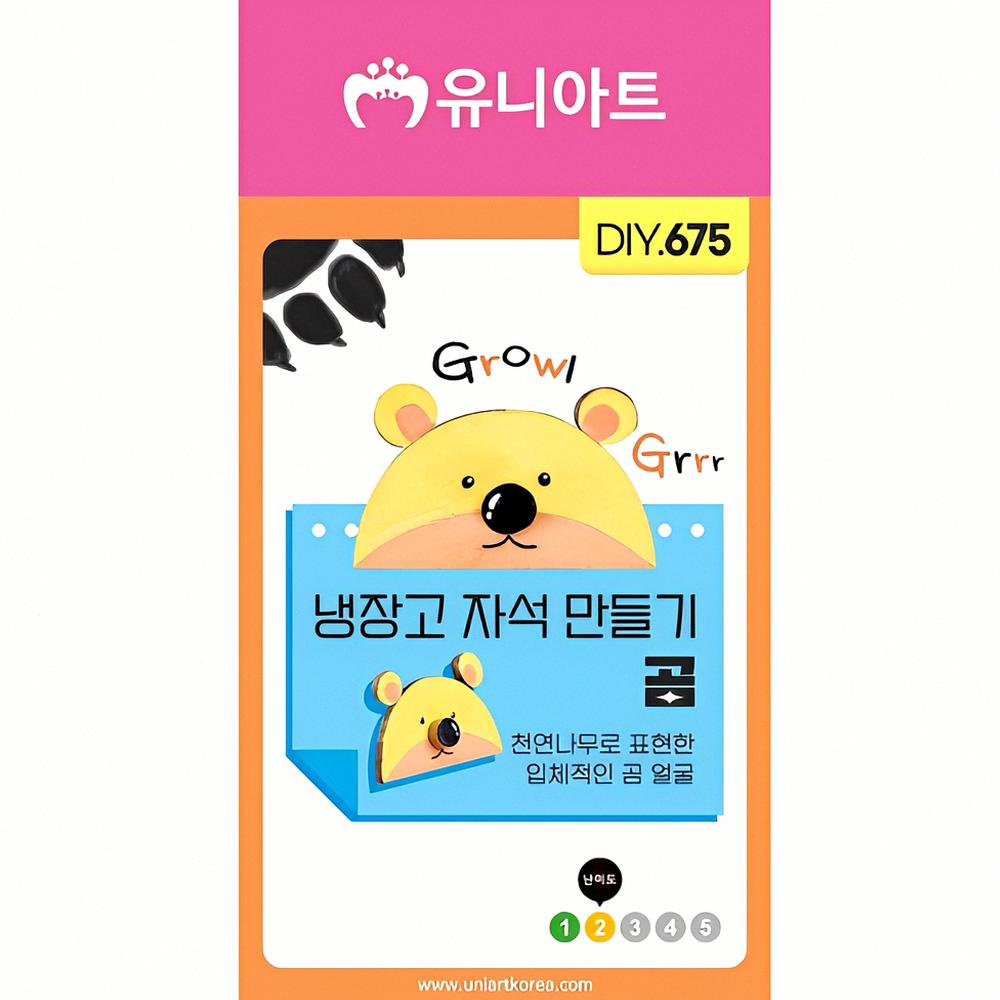 유니아트
DIY.675
Growl
Grrr
냉장고 자석 만들기
곰
천연나무로 표현한
입체적인 곰 얼굴
난이도
1 2 3 4 5
www.uniartkorea.com